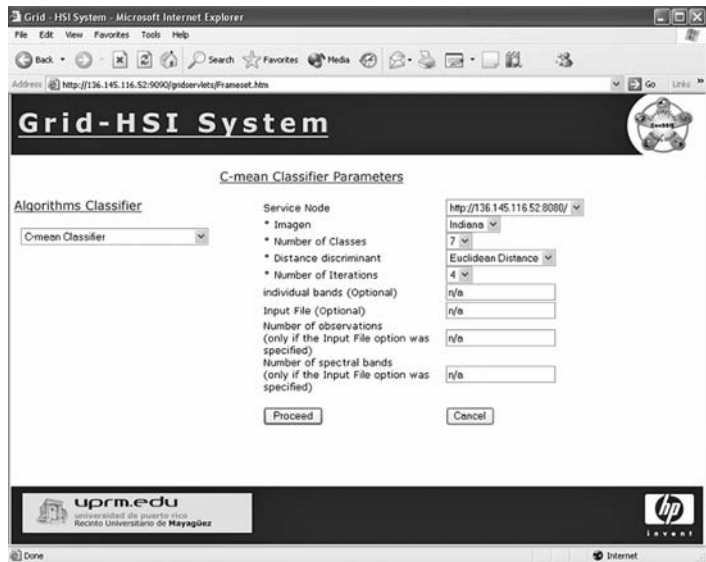 Grid - HSI System - Microsoft Internet Explorer
File Edit View Favorites Tools Help
Back Search Favorites Media
Address http://136.145.116.52:9090/gridservlets/Frameset.htm Go Links »
Grid-HSI System
C-mean Classifier Parameters
Algorithms Classifier
C-mean Classifier
Service Node http://136.145.116.52:8080/
* Imagen Indiana
* Number of Classes 7
* Distance discriminant Euclidean Distance
* Number of Iterations 4
individual bands (Optional) n/a
Input File (Optional) n/a
Number of observations
(only if the Input File option was n/a
specified)
Number of spectral bands
(only if the Input File option was n/a
specified)
Proceed Cancel
uprm.edu
universidad de puerto rico
Recinto Universitario de Mayagüez
hp
invent
Done Internet